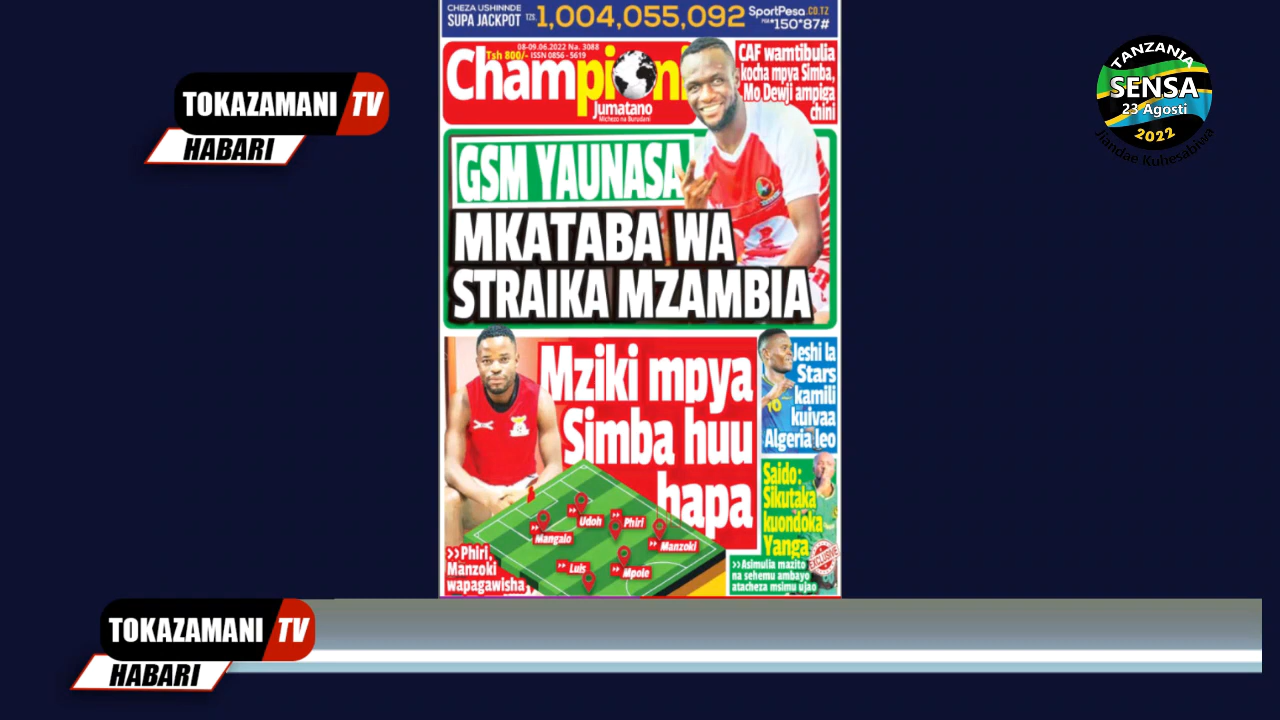 CHEZA USHINNDE
SUPA JACKPOT
TZS. 1,004,055,092
SportPesa.CO.TZ
*150*87#
08-09.06.2022 Na. 3088
Tsh 800/- ISSN 0856 - 5619
Championi
Jumatano
Michezo na Burudani
CAF wamtibulia
kocha mpya Simba,
Mo Dewji ampiga
chini
TOKAZAMANI TV
HABARI
TANZANIA
SENSA
23 Agosti
2022
Jiandae Kuhesabiwa
GSM YAUNASA
MKATABA WA
STRAIKA MZAMBIA
Mziki mpya
Simba huu
hapa
Jeshi la
Stars
kamili
kuivaa
Algeria leo
10
Saido:
Sikutaka
kuondoka
Yanga
EXCLUSIVE
>>Asimulia mazito
na sehemu ambayo
atacheza msimu ujao
>>Phiri,
Manzoki
wapagawisha
>> Udoh
>> Phiri
>> Mangalo
>> Manzoki
>> Luis
>> Mpole
TOKAZAMANI TV
HABARI